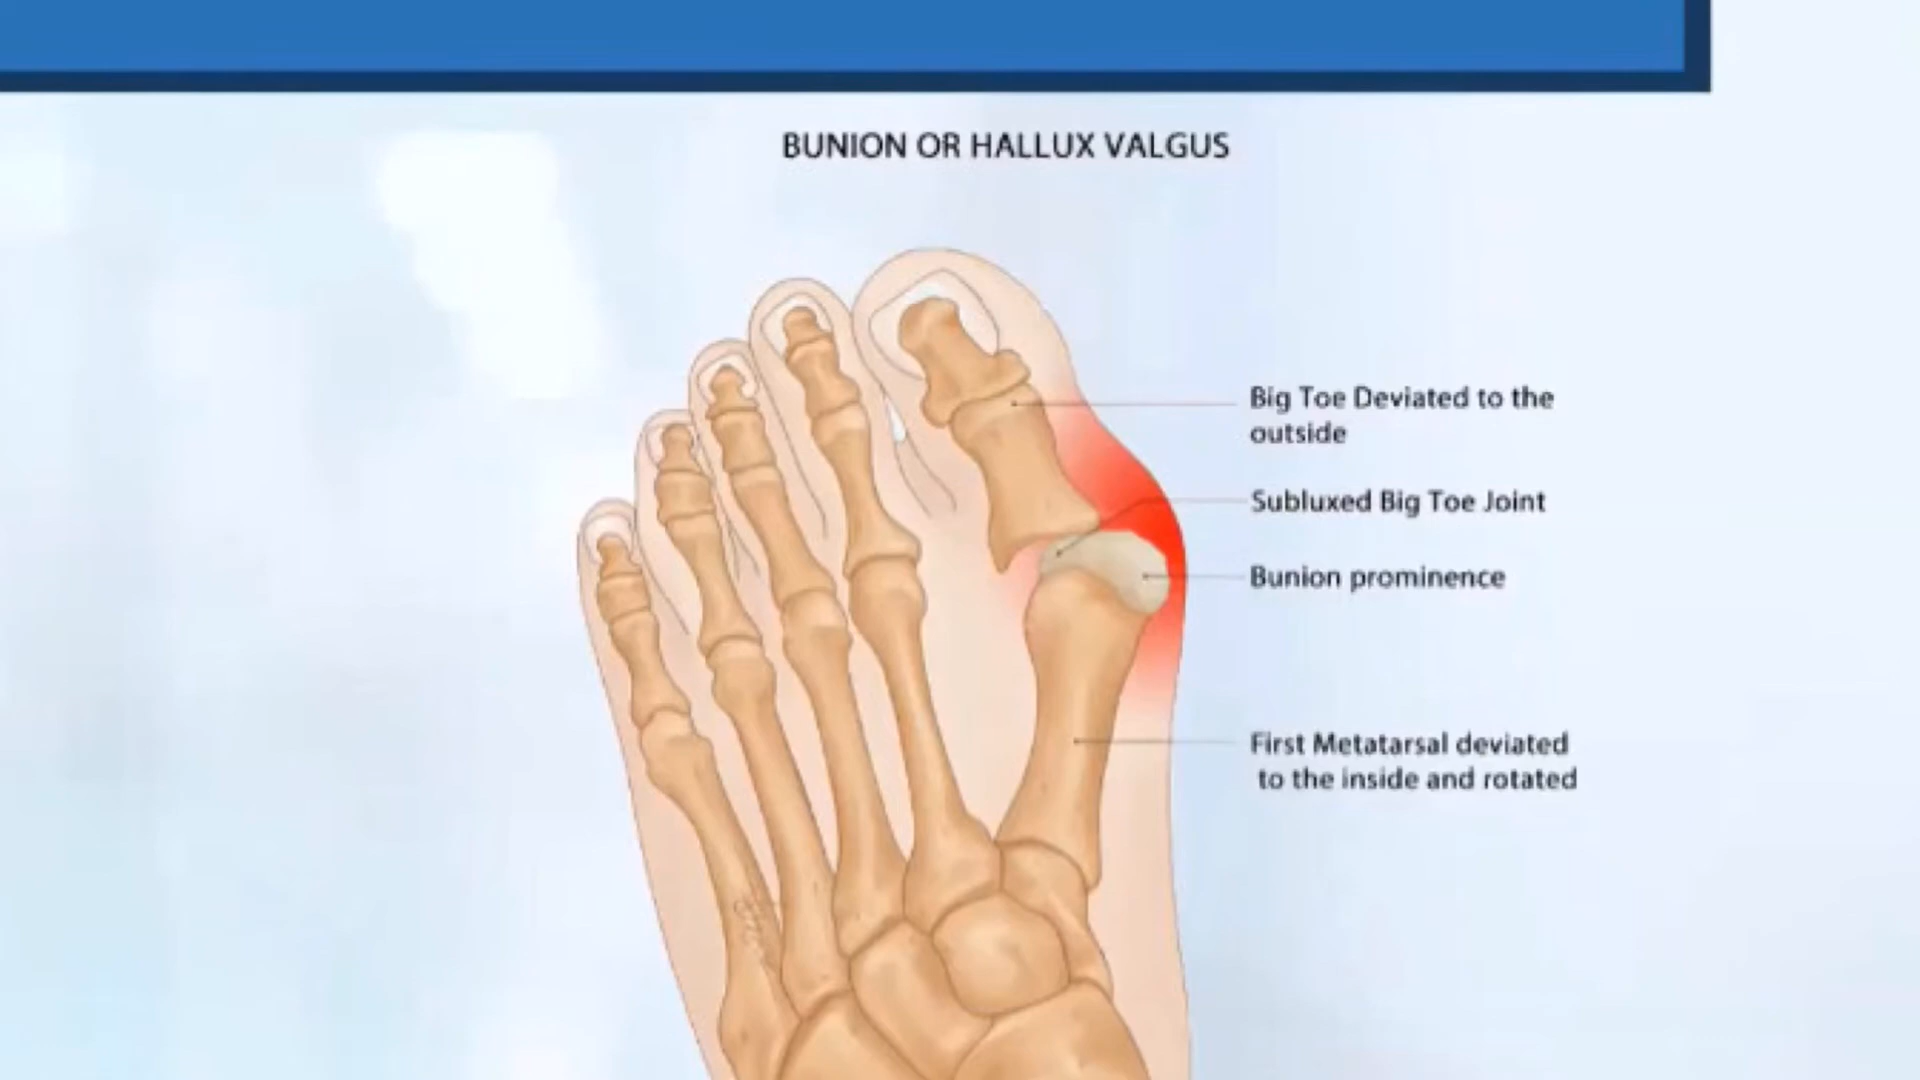 BUNION OR HALLUX VALGUS
Big Toe Deviated to the
outside
Subluxed Big Toe Joint
Bunion prominence
First Metatarsal deviated
to the inside and rotated